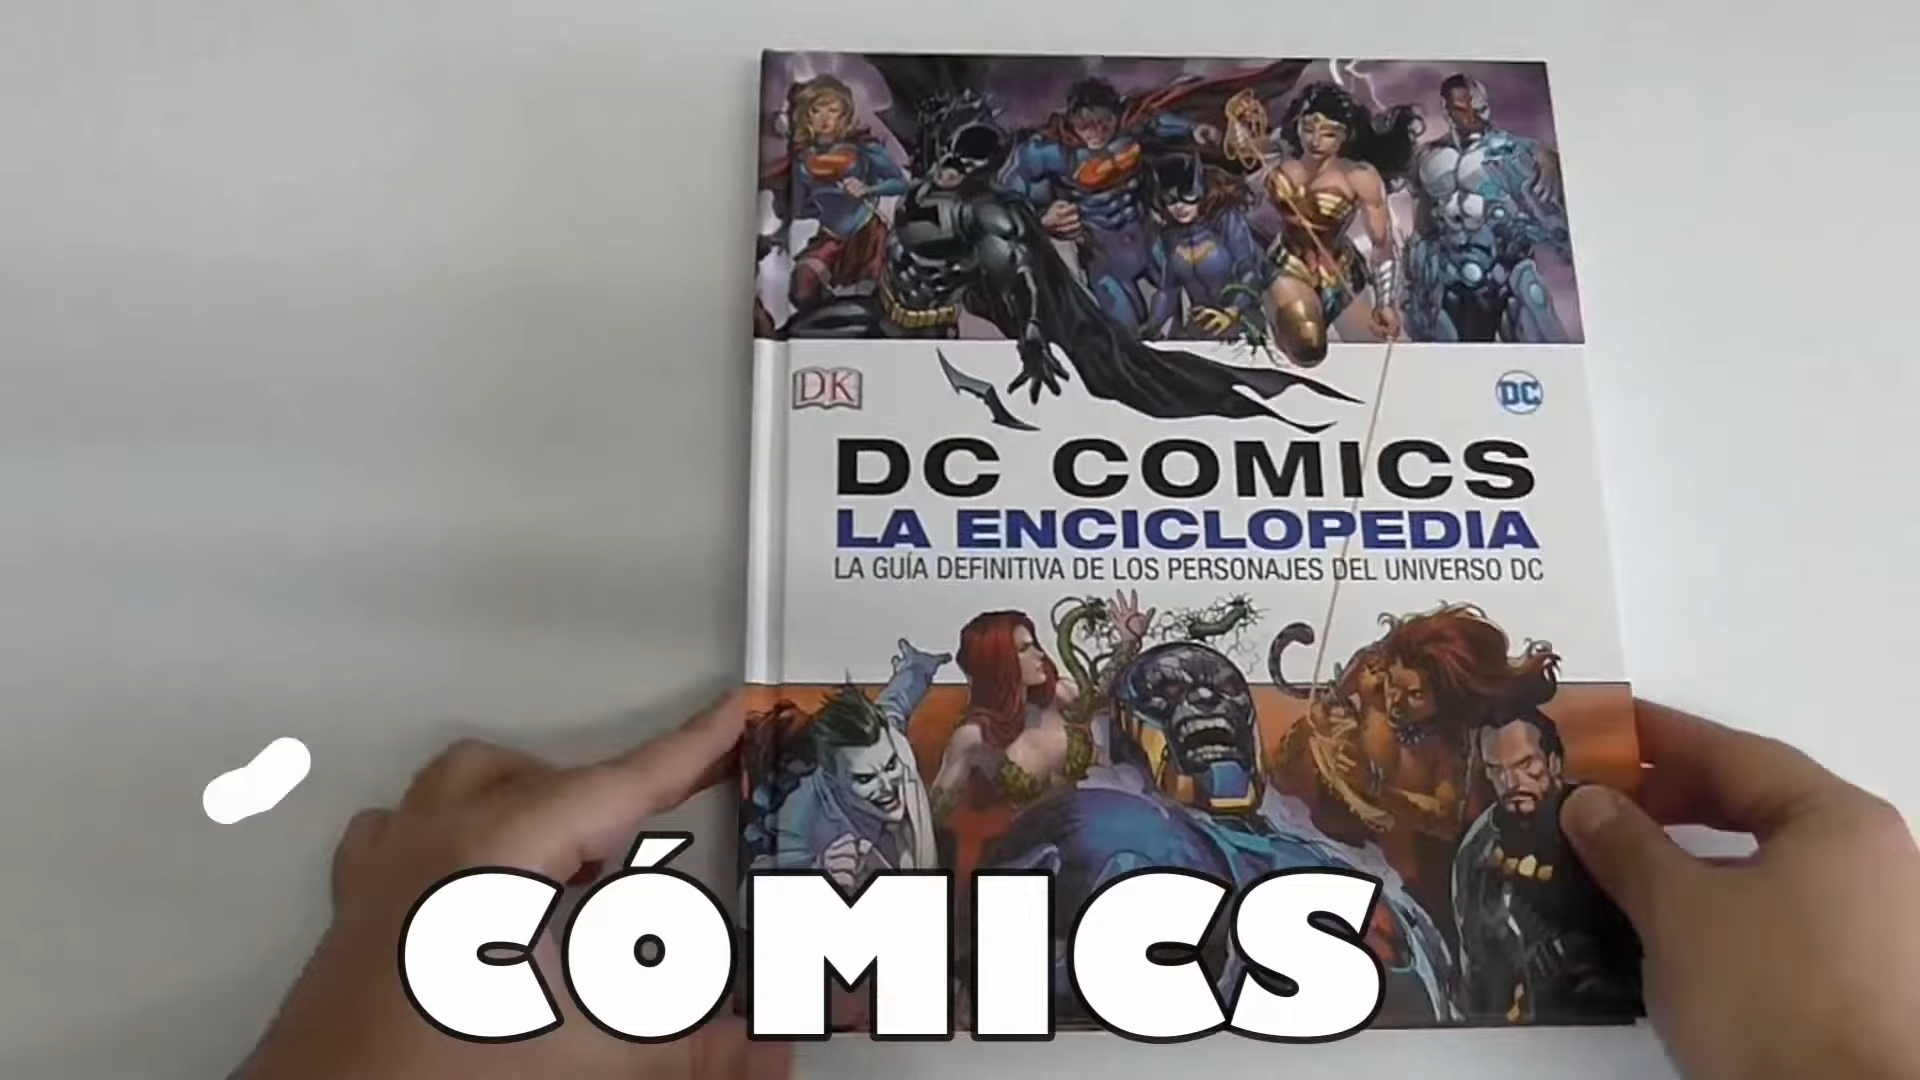 DK
DC
DC COMICS
LA ENCICLOPEDIA
LA GUÍA DEFINITIVA DE LOS PERSONAJES DEL UNIVERSO DC
CÓMICS